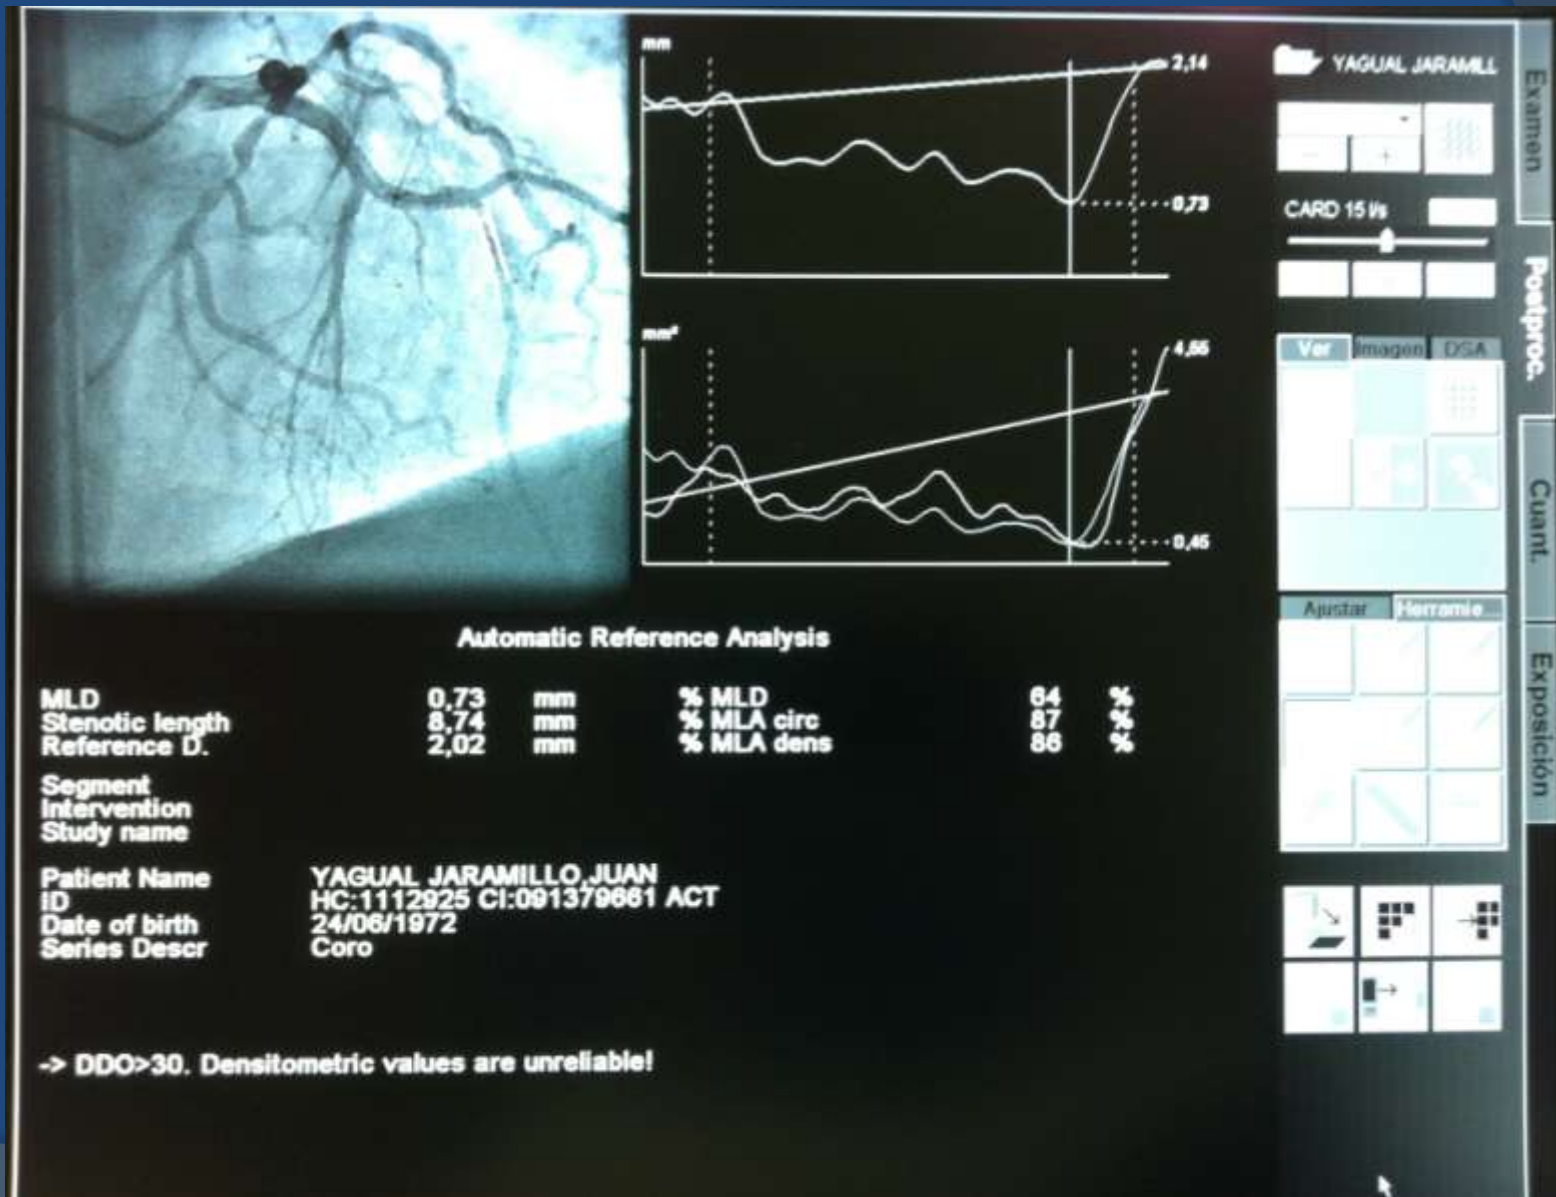 mm
2,14
0,73
mm²
4,55
0,45
YAGUAL JARAMILL
CARD 15 I/s
Ver Imagen DSA
Ajustar Herramie
Examen
Postproc.
Cuant.
Exposición
Automatic Reference Analysis
MLD 0,73 mm % MLD 64 %
Stenotic length 8,74 mm % MLA circ 87 %
Reference D. 2,02 mm % MLA dens 86 %
Segment
Intervention
Study name
Patient Name YAGUAL JARAMILLO,JUAN
ID HC:1112925 CI:091379661 ACT
Date of birth 24/06/1972
Series Descr Coro
-> DDO>30. Densitometric values are unreliable!